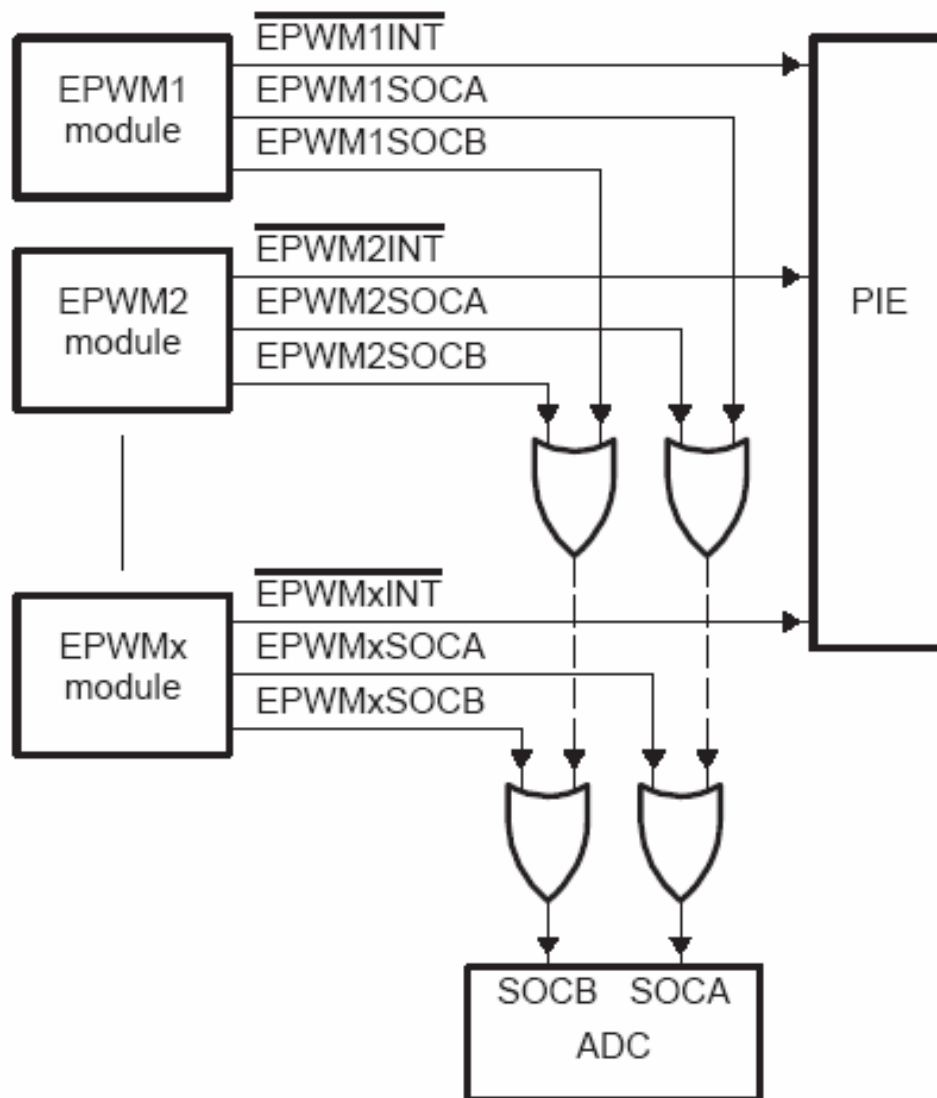 EPWM1INT
EPWM1
module
EPWM1SOCA
EPWM1SOCB
EPWM2INT
EPWM2
module
EPWM2SOCA
EPWM2SOCB
PIE
EPWMxINT
EPWMx
module
EPWMxSOCA
EPWMxSOCB
SOCB SOCA
ADC